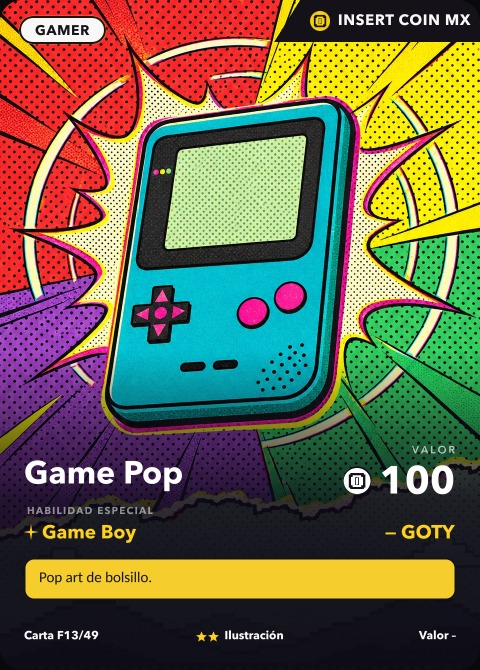 GAMER
INSERT COIN MX
VALOR
Game Pop
100
HABILIDAD ESPECIAL
Game Boy
– GOTY
Pop art de bolsillo.
Carta F13/49
Ilustración
Valor –